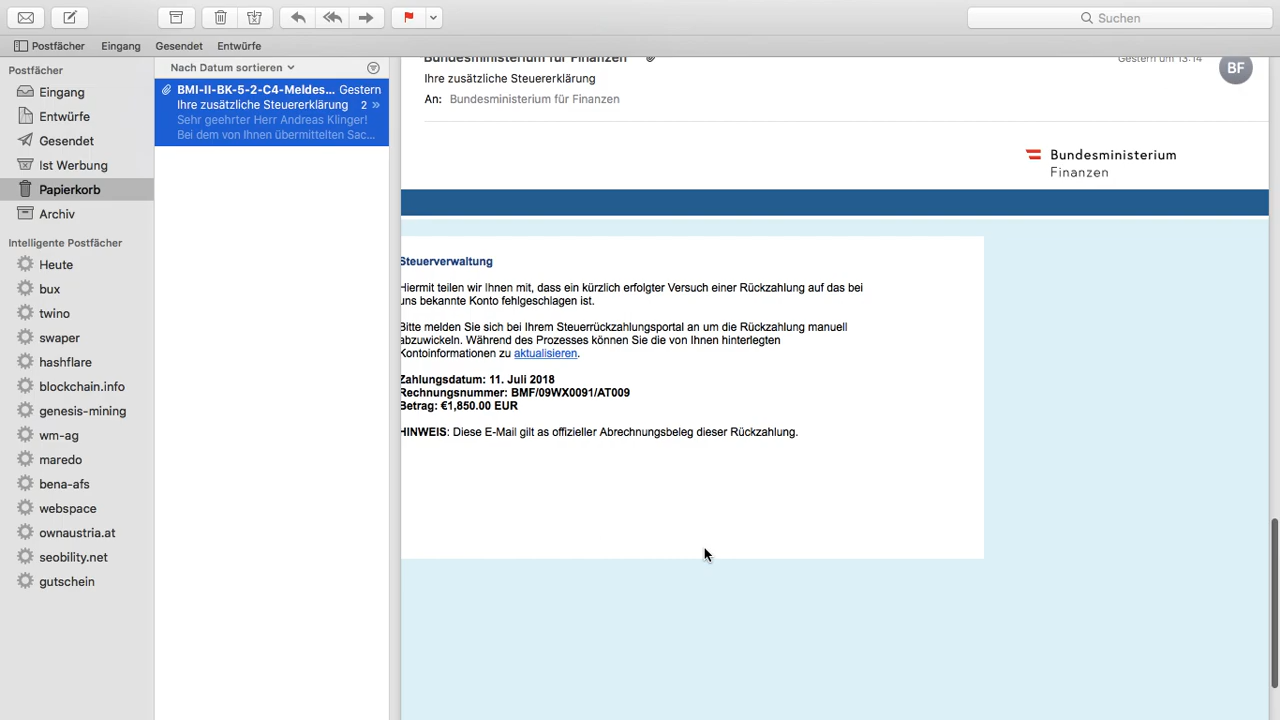 Suchen
Postfächer Eingang Gesendet Entwürfe
Postfächer
Eingang
Entwürfe
Gesendet
Ist Werbung
Papierkorb
Archiv
Intelligente Postfächer
Heute
bux
twino
swaper
hashflare
blockchain.info
genesis-mining
wm-ag
maredo
bena-afs
webspace
ownaustria.at
seobility.net
gutschein
Nach Datum sortieren
BMI-II-BK-5-2-C4-Meldes... Gestern
Ihre zusätzliche Steuererklärung 2 »
Sehr geehrter Herr Andreas Klinger!
Bei dem von Ihnen übermittelten Sac...
Bundesministerium für Finanzen Gestern um 13:14
BF
Ihre zusätzliche Steuererklärung
An: Bundesministerium für Finanzen
Bundesministerium
Finanzen
Steuerverwaltung
Hiermit teilen wir Ihnen mit, dass ein kürzlich erfolgter Versuch einer Rückzahlung auf das bei
uns bekannte Konto fehlgeschlagen ist.
Bitte melden Sie sich bei Ihrem Steuerrückzahlungsportal an um die Rückzahlung manuell
abzuwickeln. Während des Prozesses können Sie die von Ihnen hinterlegten
Kontoinformationen zu aktualisieren.
Zahlungsdatum: 11. Juli 2018
Rechnungsnummer: BMF/09WX0091/AT009
Betrag: €1,850.00 EUR
HINWEIS: Diese E-Mail gilt as offizieller Abrechnungsbeleg dieser Rückzahlung.